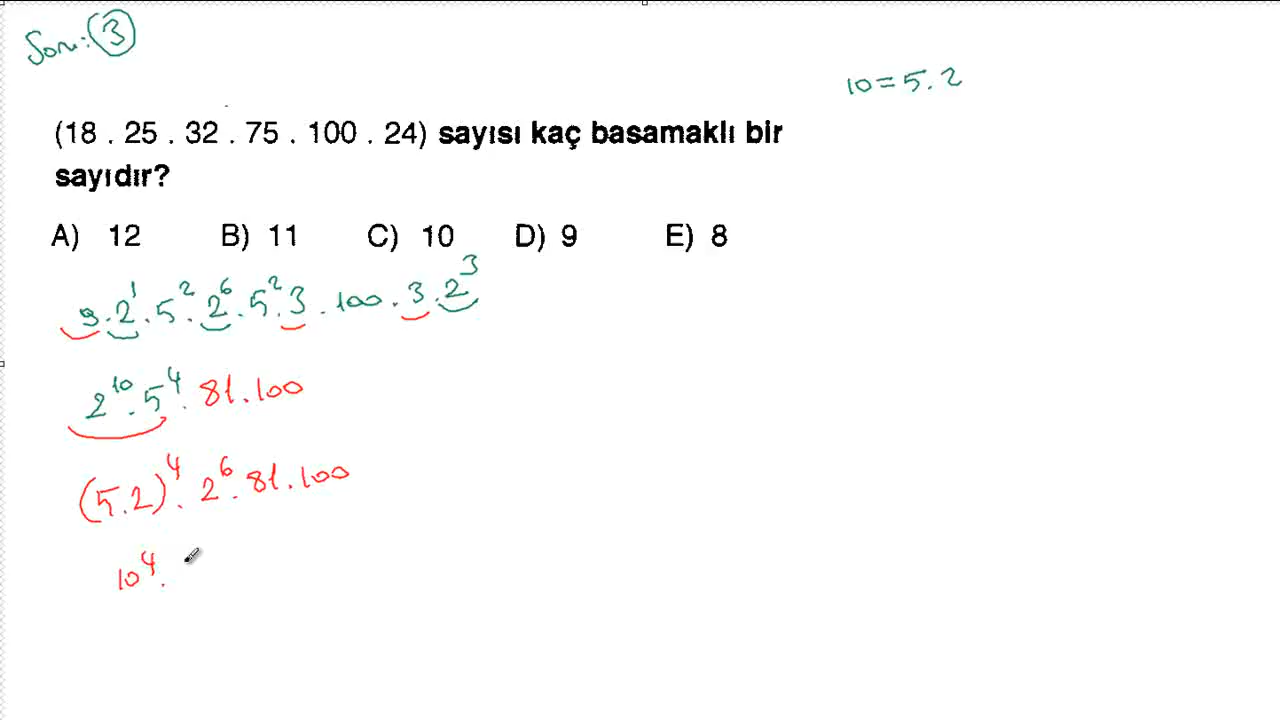 Soru: 3
10 = 5.2
(18 . 25 . 32 . 75 . 100 . 24) sayısı kaç basamaklı bir
sayıdır?
A) 12 B) 11 C) 10 D) 9 E) 8
9.2¹.5².2⁶.5².3.100.3.2³
2¹⁰.5⁴.81.100
(5.2)⁴.2⁶.81.100
10⁴.